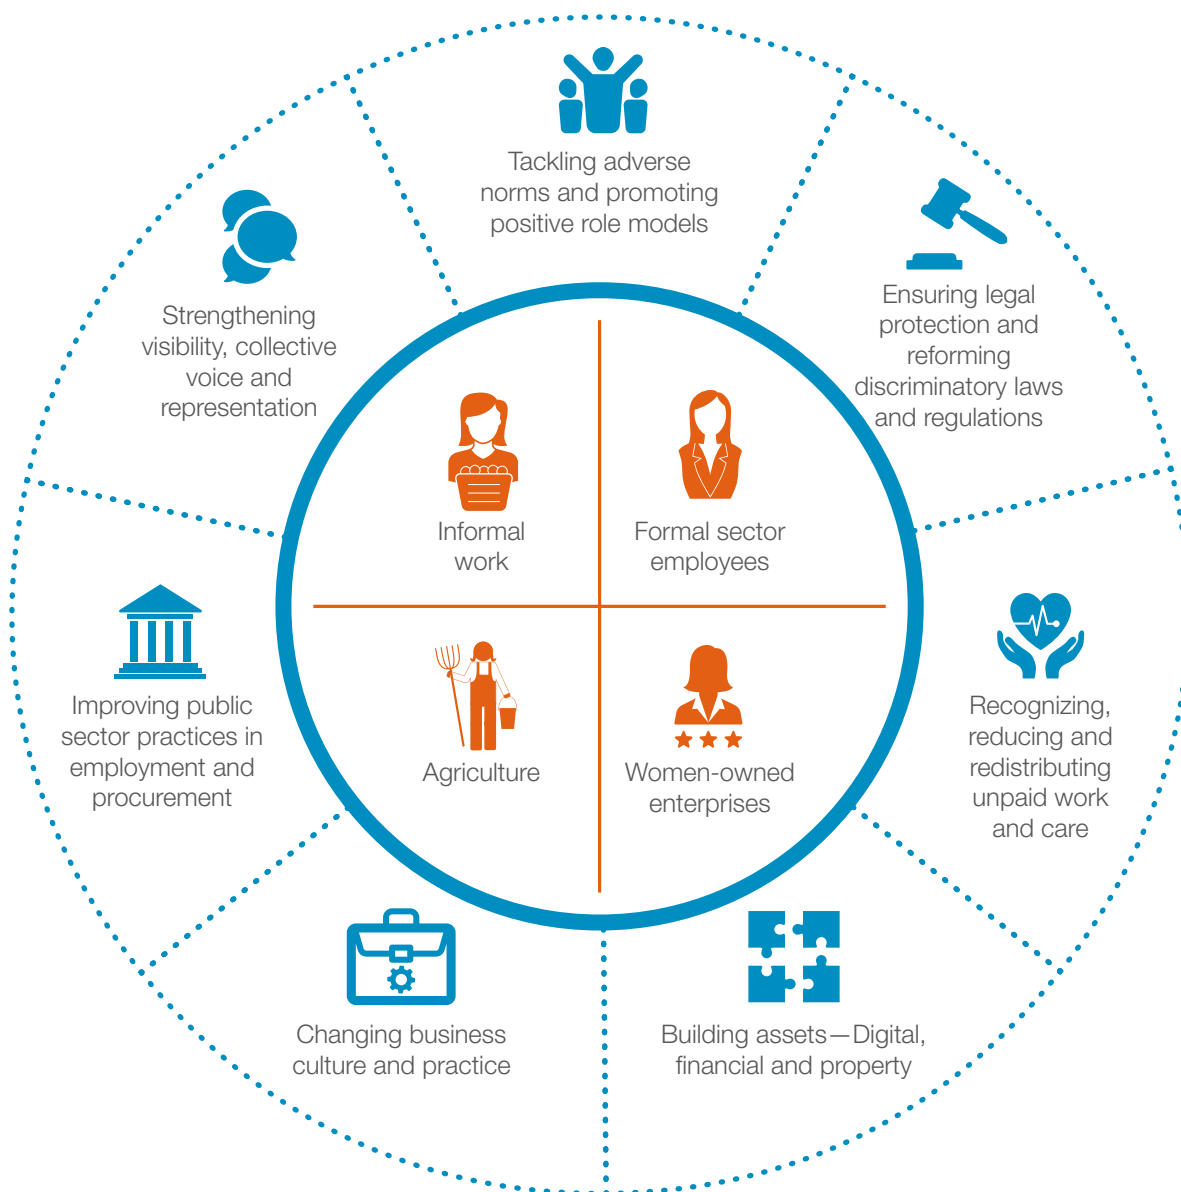 Tackling adverse
norms and promoting
positive role models
Ensuring legal
protection and
reforming
discriminatory laws
and regulations
Recognizing,
reducing and
redistributing
unpaid work
and care
Building assets—Digital,
financial and property
Changing business
culture and practice
Improving public
sector practices in
employment and
procurement
Strengthening
visibility, collective
voice and
representation
Informal
work
Formal sector
employees
Agriculture
Women-owned
enterprises